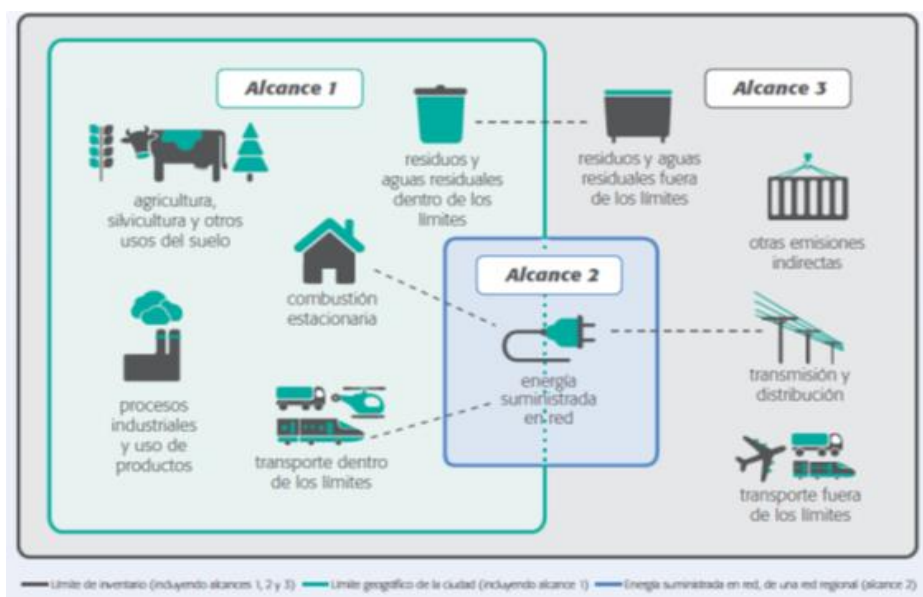 Alcance 1
Alcance 3
agricultura,
silvicultura y otros
usos del suelo
residuos y
aguas residuales
dentro de los
límites
residuos y aguas
residuales fuera
de los límites
otras emisiones
indirectas
combustión
estacionaria
Alcance 2
energía
suministrada
en red
transmisión y
distribución
procesos
industriales
y uso de
productos
transporte dentro
de los límites
transporte fuera
de los límites
Límite de inventario (incluyendo alcances 1, 2 y 3)
Límite geográfico de la ciudad (incluyendo alcance 1)
Energía suministrada en red, de una red regional (alcance 2)